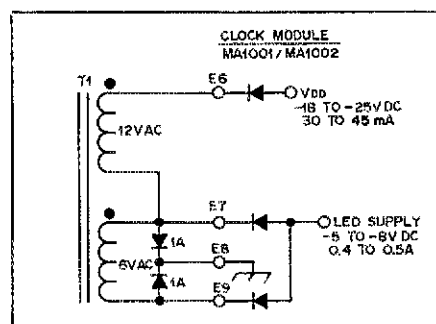 CLOCK MODULE
MA1001/MA1002
T1
E6
VDD
-18 TO -25V DC
30 TO 45 mA
12VAC
E7
1A
LED SUPPLY
-5 TO -8V DC
0.4 TO 0.5A
E8
6VAC
1A
E9